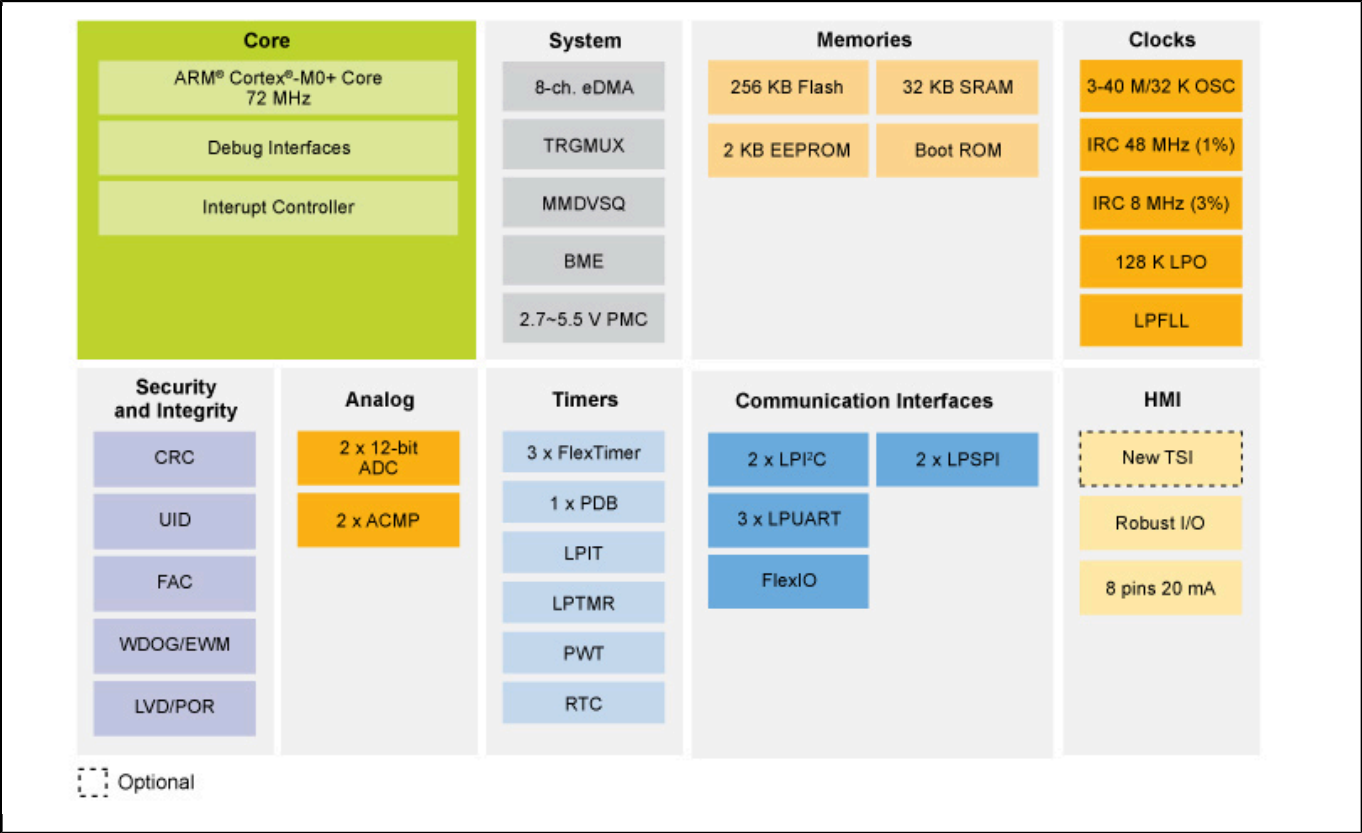 Core
ARM® Cortex®-M0+ Core
72 MHz
Debug Interfaces
Interupt Controller
System
8-ch. eDMA
TRGMUX
MMDVSQ
BME
2.7~5.5 V PMC
Memories
256 KB Flash
32 KB SRAM
2 KB EEPROM
Boot ROM
Clocks
3-40 M/32 K OSC
IRC 48 MHz (1%)
IRC 8 MHz (3%)
128 K LPO
LPFLL
Security
and Integrity
CRC
UID
FAC
WDOG/EWM
LVD/POR
Analog
2 x 12-bit
ADC
2 x ACMP
Timers
3 x FlexTimer
1 x PDB
LPIT
LPTMR
PWT
RTC
Communication Interfaces
2 x LPI²C
2 x LPSPI
3 x LPUART
FlexIO
HMI
New TSI
Robust I/O
8 pins 20 mA
Optional